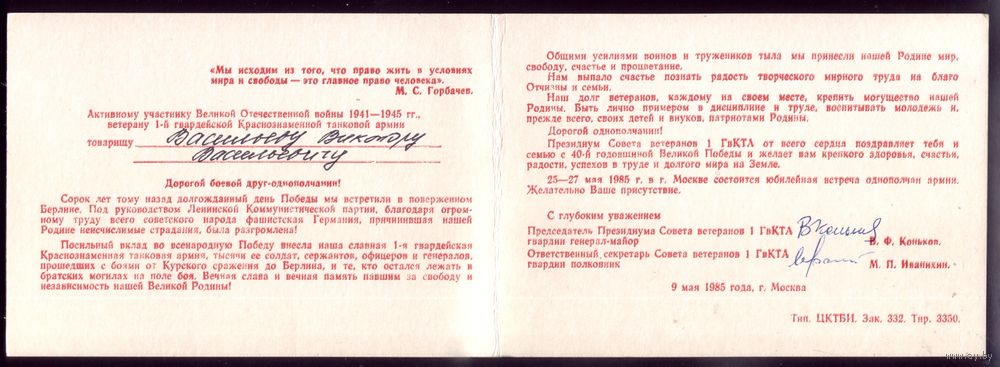 «Мы исходим из того, что право жить в условиях
мира и свободы — это главное право человека».
М. С. Горбачев.
Активному участнику Великой Отечественной войны 1941—1945 гг.,
ветерану 1-й гвардейской Краснознаменной танковой армии
товарищу Васильеву Виктору
Васильевичу
Дорогой боевой друг-однополчанин!
Сорок лет тому назад долгожданный день Победы мы встретили в поверженном
Берлине. Под руководством Ленинской Коммунистической партии, благодаря огром-
ному труду всего советского народа фашистская Германия, причинившая нашей
Родине неисчислимые страдания, была разгромлена!
Посильный вклад во всенародную Победу внесла наша славная 1-я гвардейская
Краснознаменная танковая армия, тысячи ее солдат, сержантов, офицеров и генералов,
прошедших с боями от Курского сражения до Берлина, и те, кто остался лежать в
братских могилах на поле боя. Вечная слава и вечная память павшим за свободу и
независимость нашей Великой Родины!
Общими усилиями воинов и тружеников тыла мы принесли нашей Родине мир,
свободу, счастье и процветание.
Нам выпало счастье познать радость творческого мирного труда на благо
Отчизны и семьи.
Наш долг ветеранов, каждому на своем месте, крепить могущество нашей
Родины. Быть лично примером в дисциплине и труде, воспитывать молодежь и,
прежде всего, своих детей и внуков, патриотами Родины.
Дорогой однополчанин!
Президиум Совета ветеранов 1 ГвКТА от всего сердца поздравляет тебя и
семью с 40-й годовщиной Великой Победы и желает вам крепкого здоровья, счастья,
радости, успехов в труде и долгого мира на Земле.
25—27 мая 1985 г. в г. Москве состоится юбилейная встреча однополчан армии.
Желательно Ваше присутствие.
С глубоким уважением
Председатель Президиума Совета ветеранов 1 ГвКТА
гвардии генерал-майор В. Ф. Коньков.
Ответственный секретарь Совета ветеранов 1 ГвКТА
гвардии полковник М. П. Иванихин.
9 мая 1985 года, г. Москва
Тип. ЦКТБИ. Зак. 332. Тир. 3350.
www.ay.by